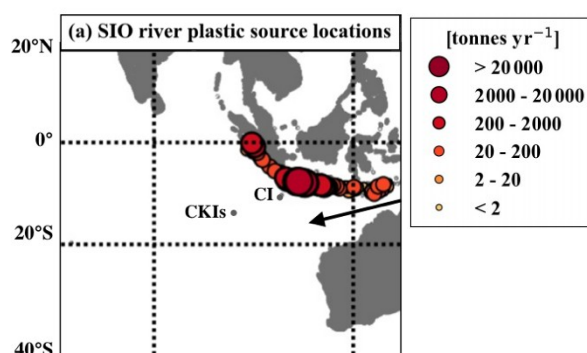 (a) SIO river plastic source locations
20°N
0°
20°S
40°S
CI
CKIs
[tonnes yr⁻¹]
> 20 000
2000 - 20 000
200 - 2000
20 - 200
2 - 20
< 2